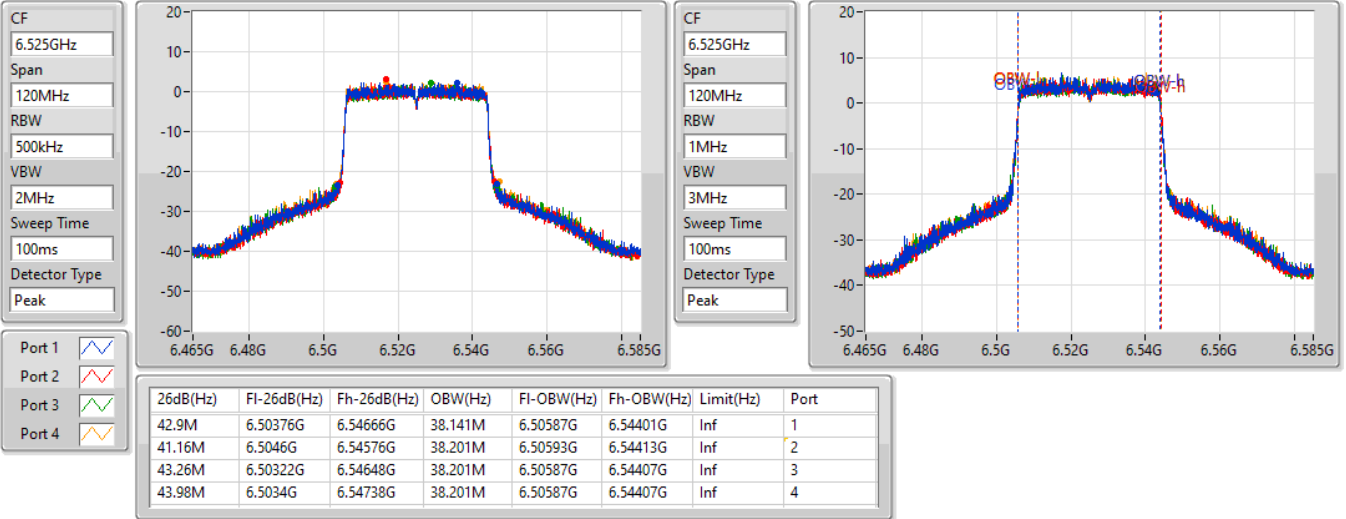 CF
6.525GHz
Span
120MHz
RBW
500kHz
VBW
2MHz
Sweep Time
100ms
Detector Type
Peak
20
10
0
-10
-20
-30
-40
-50
-60
6.465G 6.48G 6.5G 6.52G 6.54G 6.56G 6.585G
CF
6.525GHz
Span
120MHz
RBW
1MHz
VBW
3MHz
Sweep Time
100ms
Detector Type
Peak
20
10
0
-10
-20
-30
-40
-50
OBW-h
OBW-h
6.465G 6.48G 6.5G 6.52G 6.54G 6.56G 6.585G
Port 1
Port 2
Port 3
Port 4
26dB(Hz) Fl-26dB(Hz) Fh-26dB(Hz) OBW(Hz) Fl-OBW(Hz) Fh-OBW(Hz) Limit(Hz) Port
42.9M 6.50376G 6.54666G 38.141M 6.50587G 6.54401G Inf 1
41.16M 6.5046G 6.54576G 38.201M 6.50593G 6.54413G Inf 2
43.26M 6.50322G 6.54648G 38.201M 6.50587G 6.54407G Inf 3
43.98M 6.5034G 6.54738G 38.201M 6.50587G 6.54407G Inf 4